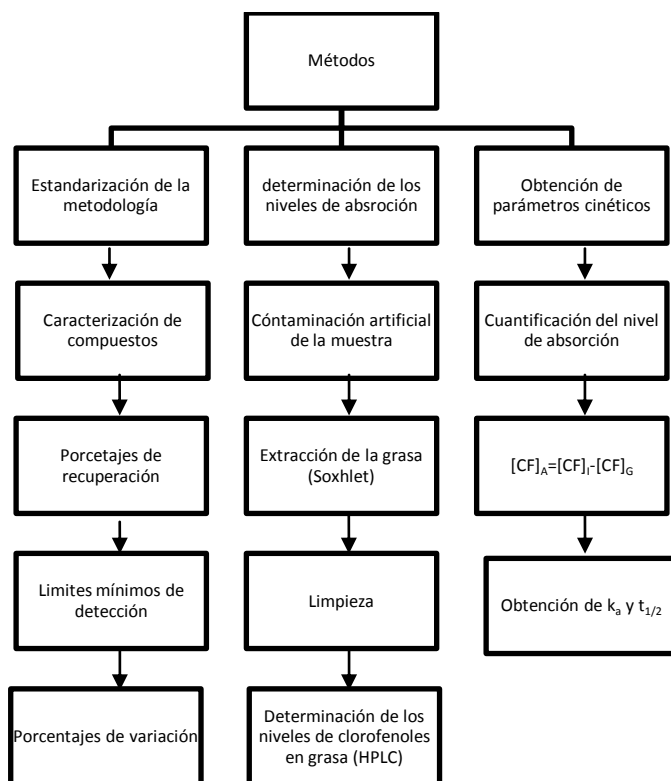 Métodos
Estandarización de la
metodología
determinación de los
niveles de absroción
Obtención de
parámetros cinéticos
Caracterización de
compuestos
Cóntaminación artificial
de la muestra
Cuantificación del nivel
de absorción
Porcetajes de
recuperación
Extracción de la grasa
(Soxhlet)
[CF]A=[CF]I-[CF]G
Limites mínimos de
detección
Limpieza
Obtención de ka y t1/2
Porcentajes de variación
Determinación de los
niveles de clorofenoles
en grasa (HPLC)